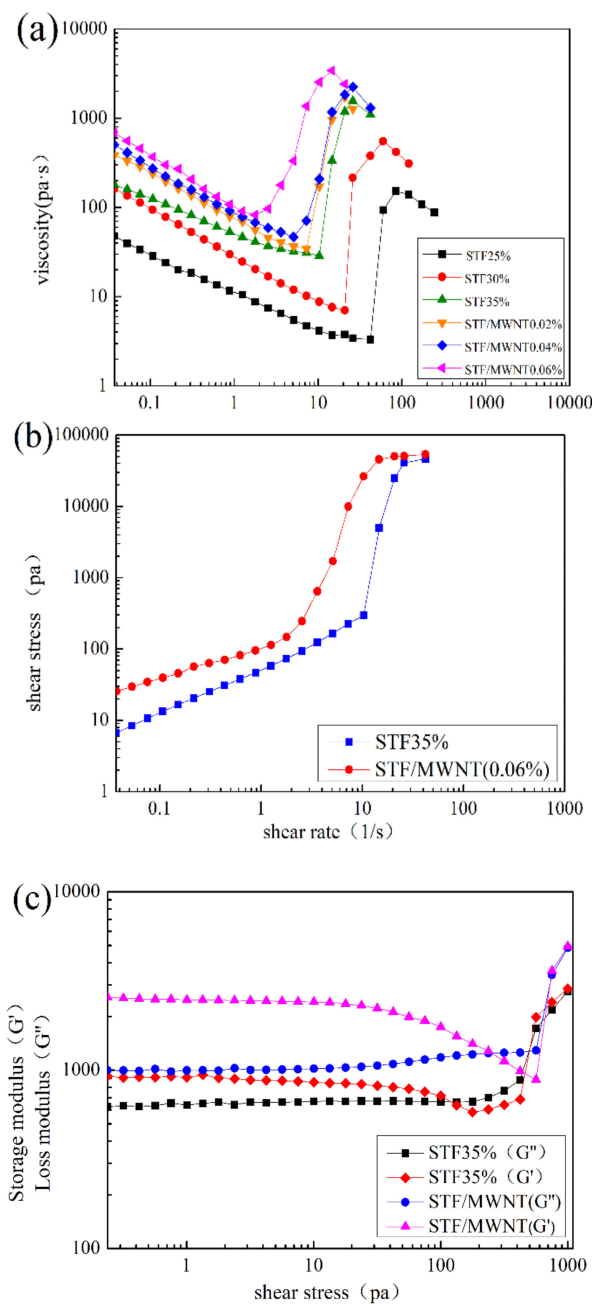 (a)
10000
1000
100
10
1
viscosity(pa·s)
STF25%
STF30%
STF35%
STF/MWNT0.02%
STF/MWNT0.04%
STF/MWNT0.06%
0.1 1 10 100 1000 10000
(b)
100000
10000
1000
100
10
1
shear stress（pa）
STF35%
STF/MWNT(0.06%)
0.1 1 10 100 1000
shear rate（1/s）
(c)
10000
1000
100
Storage modulus（G'）
Loss modulus（G"）
STF35%（G"）
STF35%（G'）
STF/MWNT(G")
STF/MWNT(G')
1 10 100 1000
shear stress（pa）